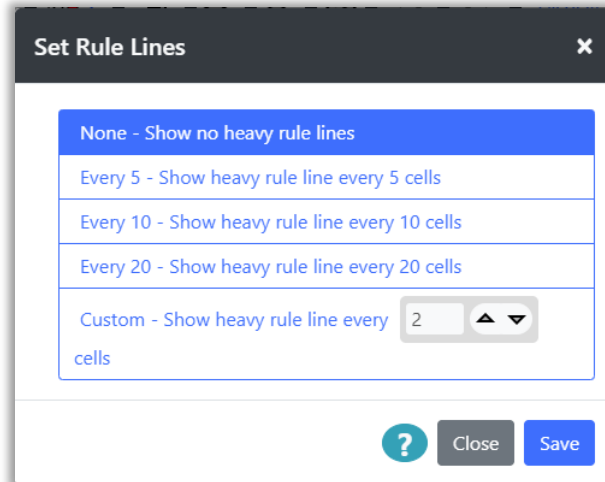 Set Rule Lines ×
None - Show no heavy rule lines
Every 5 - Show heavy rule line every 5 cells
Every 10 - Show heavy rule line every 10 cells
Every 20 - Show heavy rule line every 20 cells
Custom - Show heavy rule line every 2
cells
? Close Save